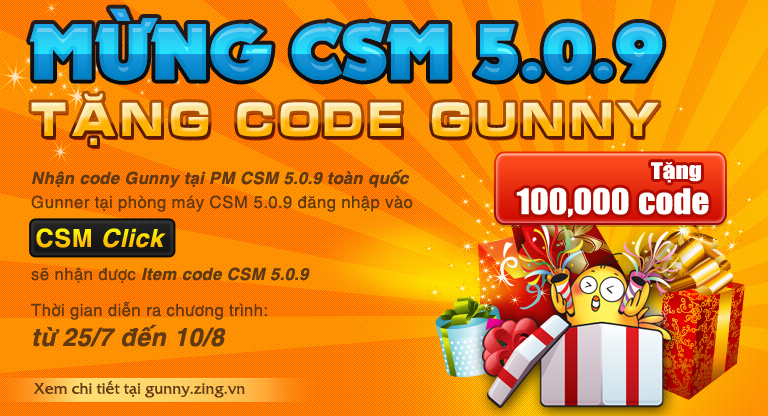 MỪNG CSM 5.0.9
TẶNG CODE GUNNY
Nhận code Gunny tại PM CSM 5.0.9 toàn quốc
Gunner tại phòng máy CSM 5.0.9 đăng nhập vào
CSM Click
sẽ nhận được Item code CSM 5.0.9
Thời gian diễn ra chương trình:
từ 25/7 đến 10/8
Xem chi tiết tại gunny.zing.vn
Tặng
100,000 code